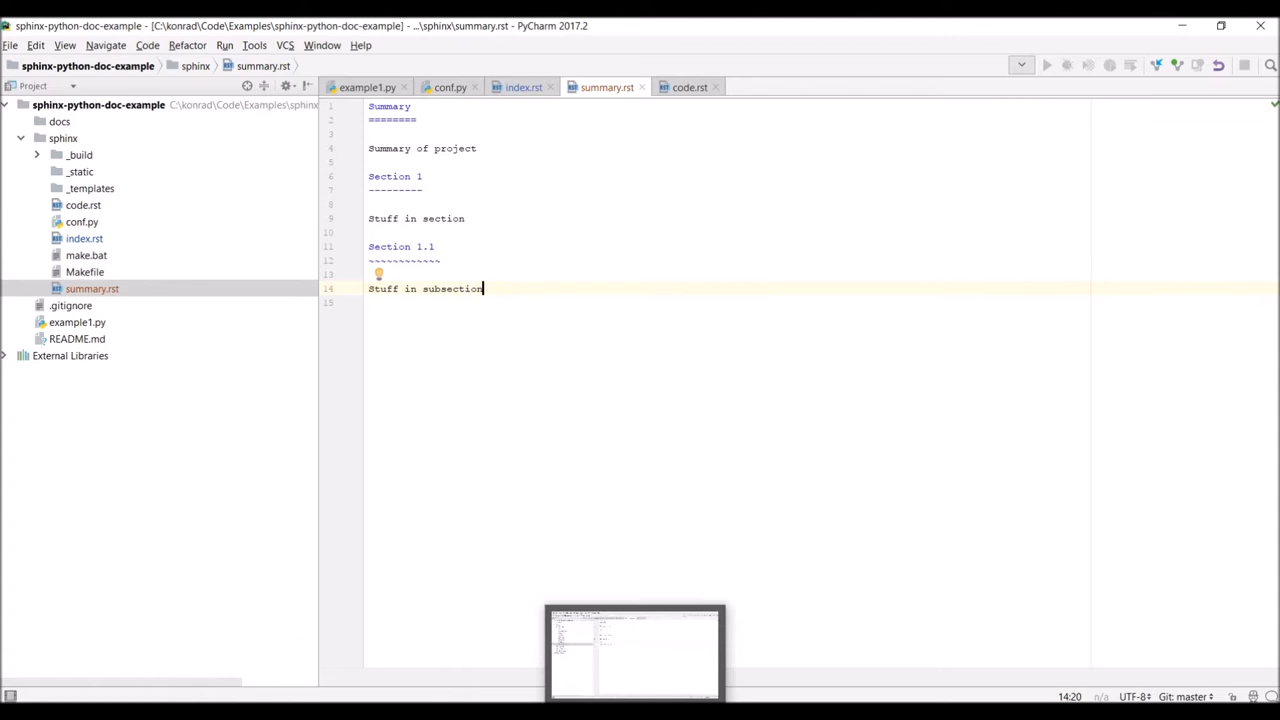 sphinx-python-doc-example - [C:\konrad\Code\Examples\sphinx-python-doc-example] - ...\sphinx\summary.rst - PyCharm 2017.2
File Edit View Navigate Code Refactor Run Tools VCS Window Help
sphinx-python-doc-example sphinx summary.rst
Project
example1.py conf.py index.rst summary.rst code.rst
sphinx-python-doc-example C:\konrad\Code\Examples\sphinx
docs
sphinx
_build
_static
_templates
code.rst
conf.py
index.rst
make.bat
Makefile
summary.rst
.gitignore
example1.py
README.md
External Libraries
1 Summary
2 ========
3
4 Summary of project
5
6 Section 1
7 ---------
8
9 Stuff in section
10
11 Section 1.1
12 ~~~~~~~~~~~~
13
14 Stuff in subsection
15
14:20 n/a UTF-8 Git: master